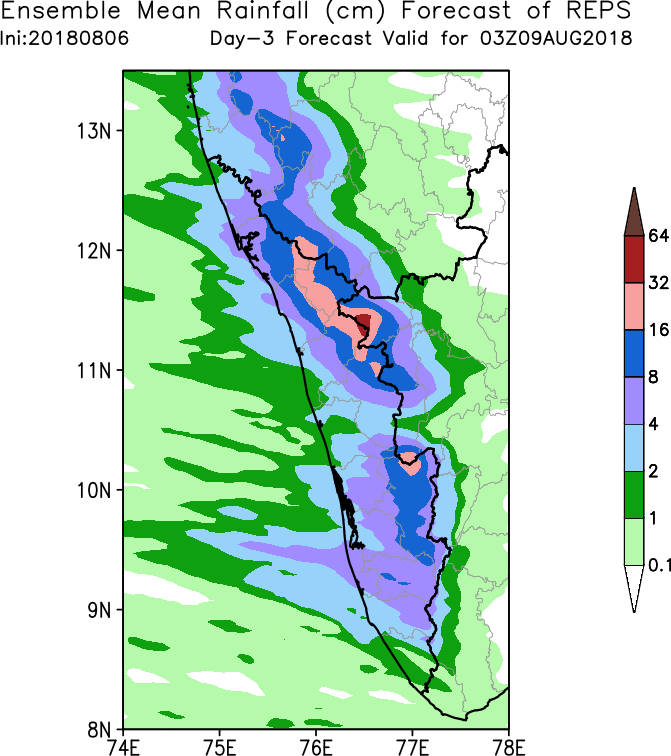 Ensemble Mean Rainfall (cm) Forecast of REPS
Ini:20180806 Day-3 Forecast Valid for 03Z09AUG2018
13N
12N
11N
10N
9N
8N
74E 75E 76E 77E 78E
64
32
16
8
4
2
1
0.1